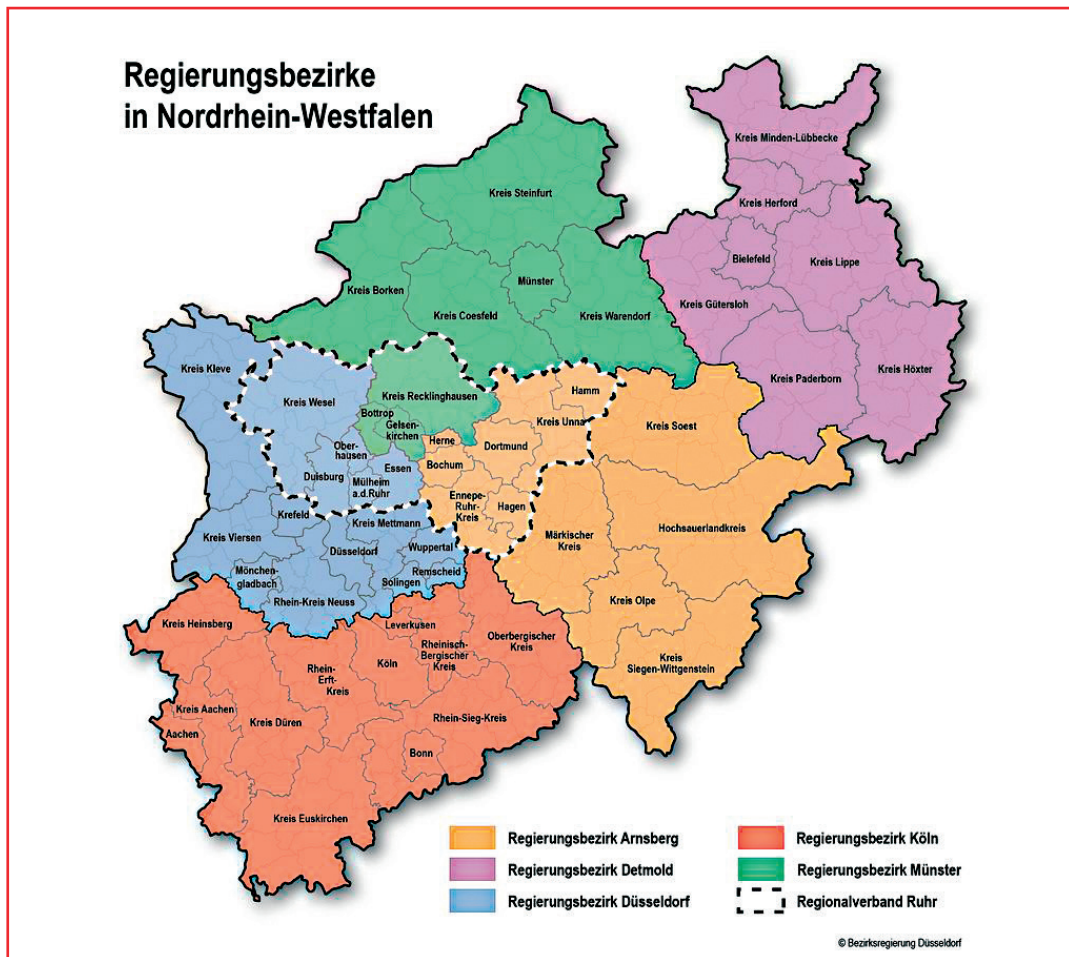 Regierungsbezirke
in Nordrhein-Westfalen
Kreis Minden-Lübbecke
Kreis Steinfurt
Kreis Herford
Bielefeld
Kreis Lippe
Münster
Kreis Borken
Kreis Coesfeld
Kreis Gütersloh
Kreis Warendorf
Kreis Paderborn
Kreis Höxter
Kreis Kleve
Kreis Wesel
Kreis Recklinghausen
Hamm
Bottrop
Gelsen-
kirchen
Kreis Unna
Kreis Soest
Herne
Dortmund
Ober-
hausen
Essen
Bochum
Duisburg
Mülheim
a.d.Ruhr
Ennepe-
Ruhr-
Kreis
Hagen
Krefeld
Kreis Mettmann
Kreis Viersen
Düsseldorf
Wuppertal
Märkischer
Kreis
Hochsauerlandkreis
Mönchen-
gladbach
Remscheid
Solingen
Rhein-Kreis Neuss
Kreis Olpe
Kreis Heinsberg
Leverkusen
Rheinisch-
Bergischer
Kreis
Oberbergischer
Kreis
Kreis
Siegen-Wittgenstein
Rhein-
Erft-
Kreis
Köln
Kreis Aachen
Aachen
Kreis Düren
Rhein-Sieg-Kreis
Bonn
Kreis Euskirchen
Regierungsbezirk Arnsberg
Regierungsbezirk Detmold
Regierungsbezirk Düsseldorf
Regierungsbezirk Köln
Regierungsbezirk Münster
Regionalverband Ruhr
© Bezirksregierung Düsseldorf